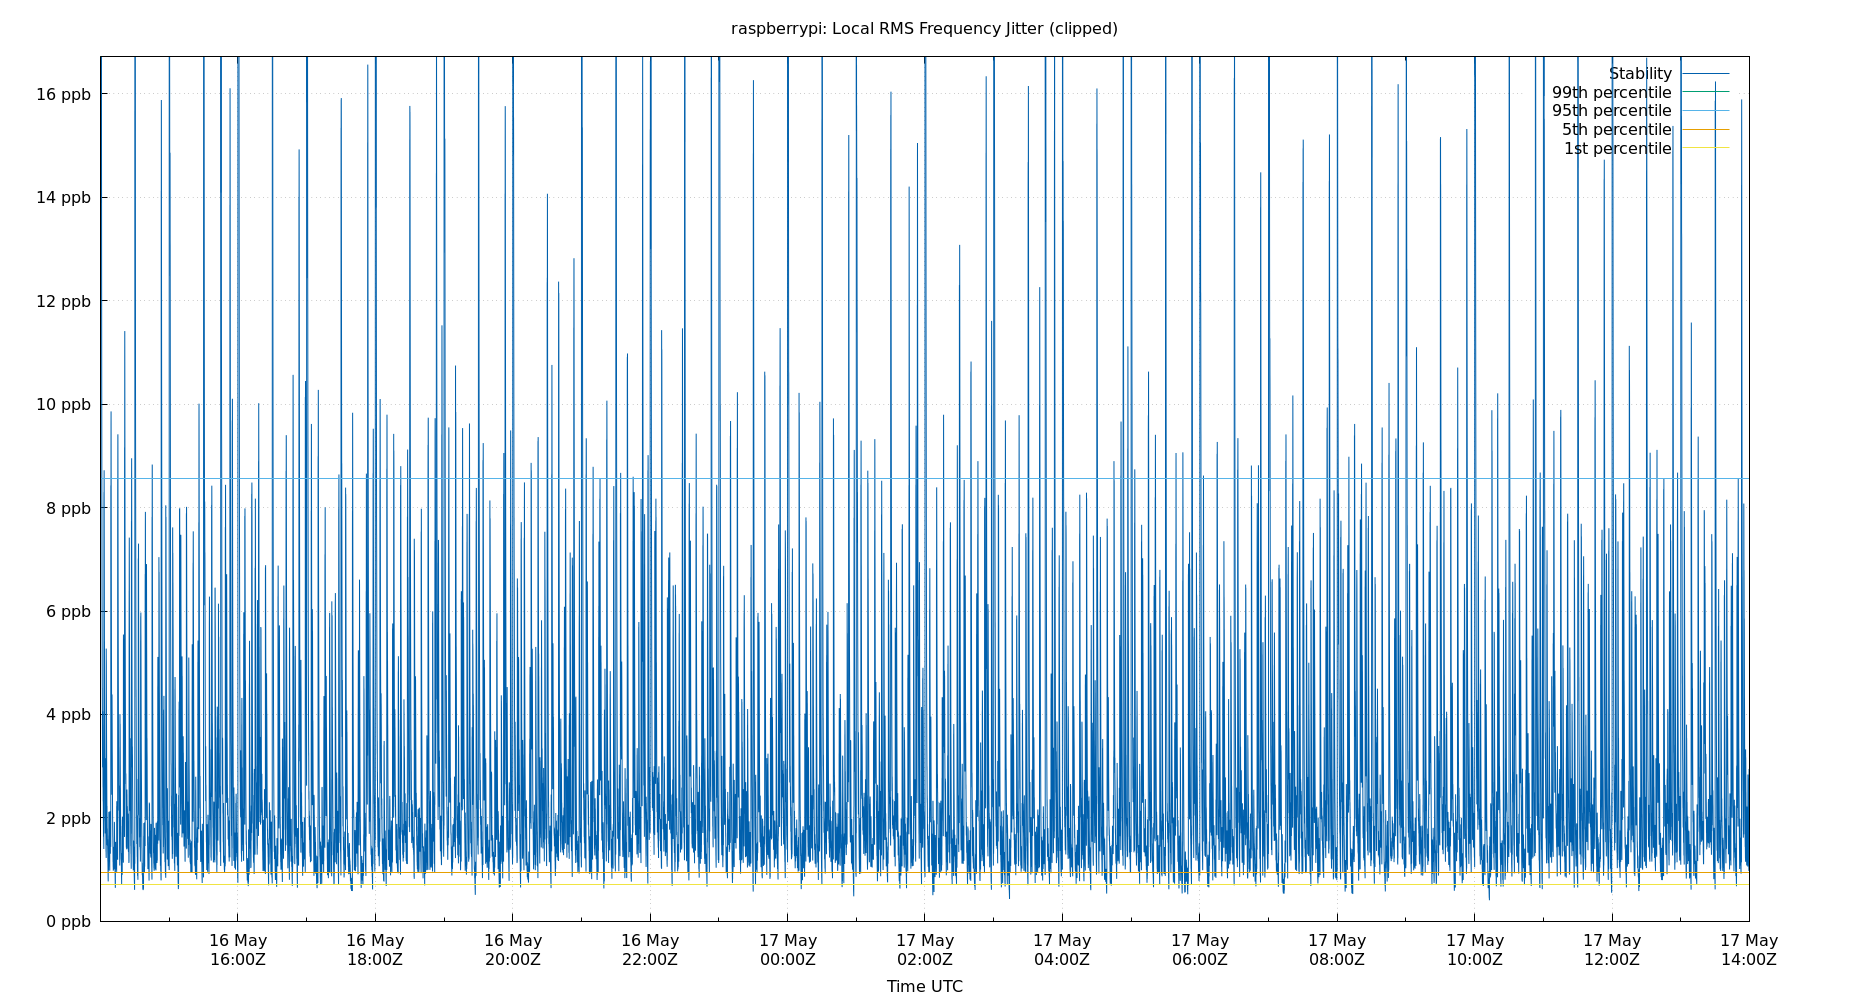 raspberrypi: Local RMS Frequency Jitter (clipped)
Stability
99th percentile
95th percentile
5th percentile
1st percentile
16 ppb
14 ppb
12 ppb
10 ppb
8 ppb
6 ppb
4 ppb
2 ppb
0 ppb
16 May 16 May 16 May 16 May 17 May 17 May 17 May 17 May 17 May 17 May 17 May 17 May
16:00Z 18:00Z 20:00Z 22:00Z 00:00Z 02:00Z 04:00Z 06:00Z 08:00Z 10:00Z 12:00Z 14:00Z
Time UTC